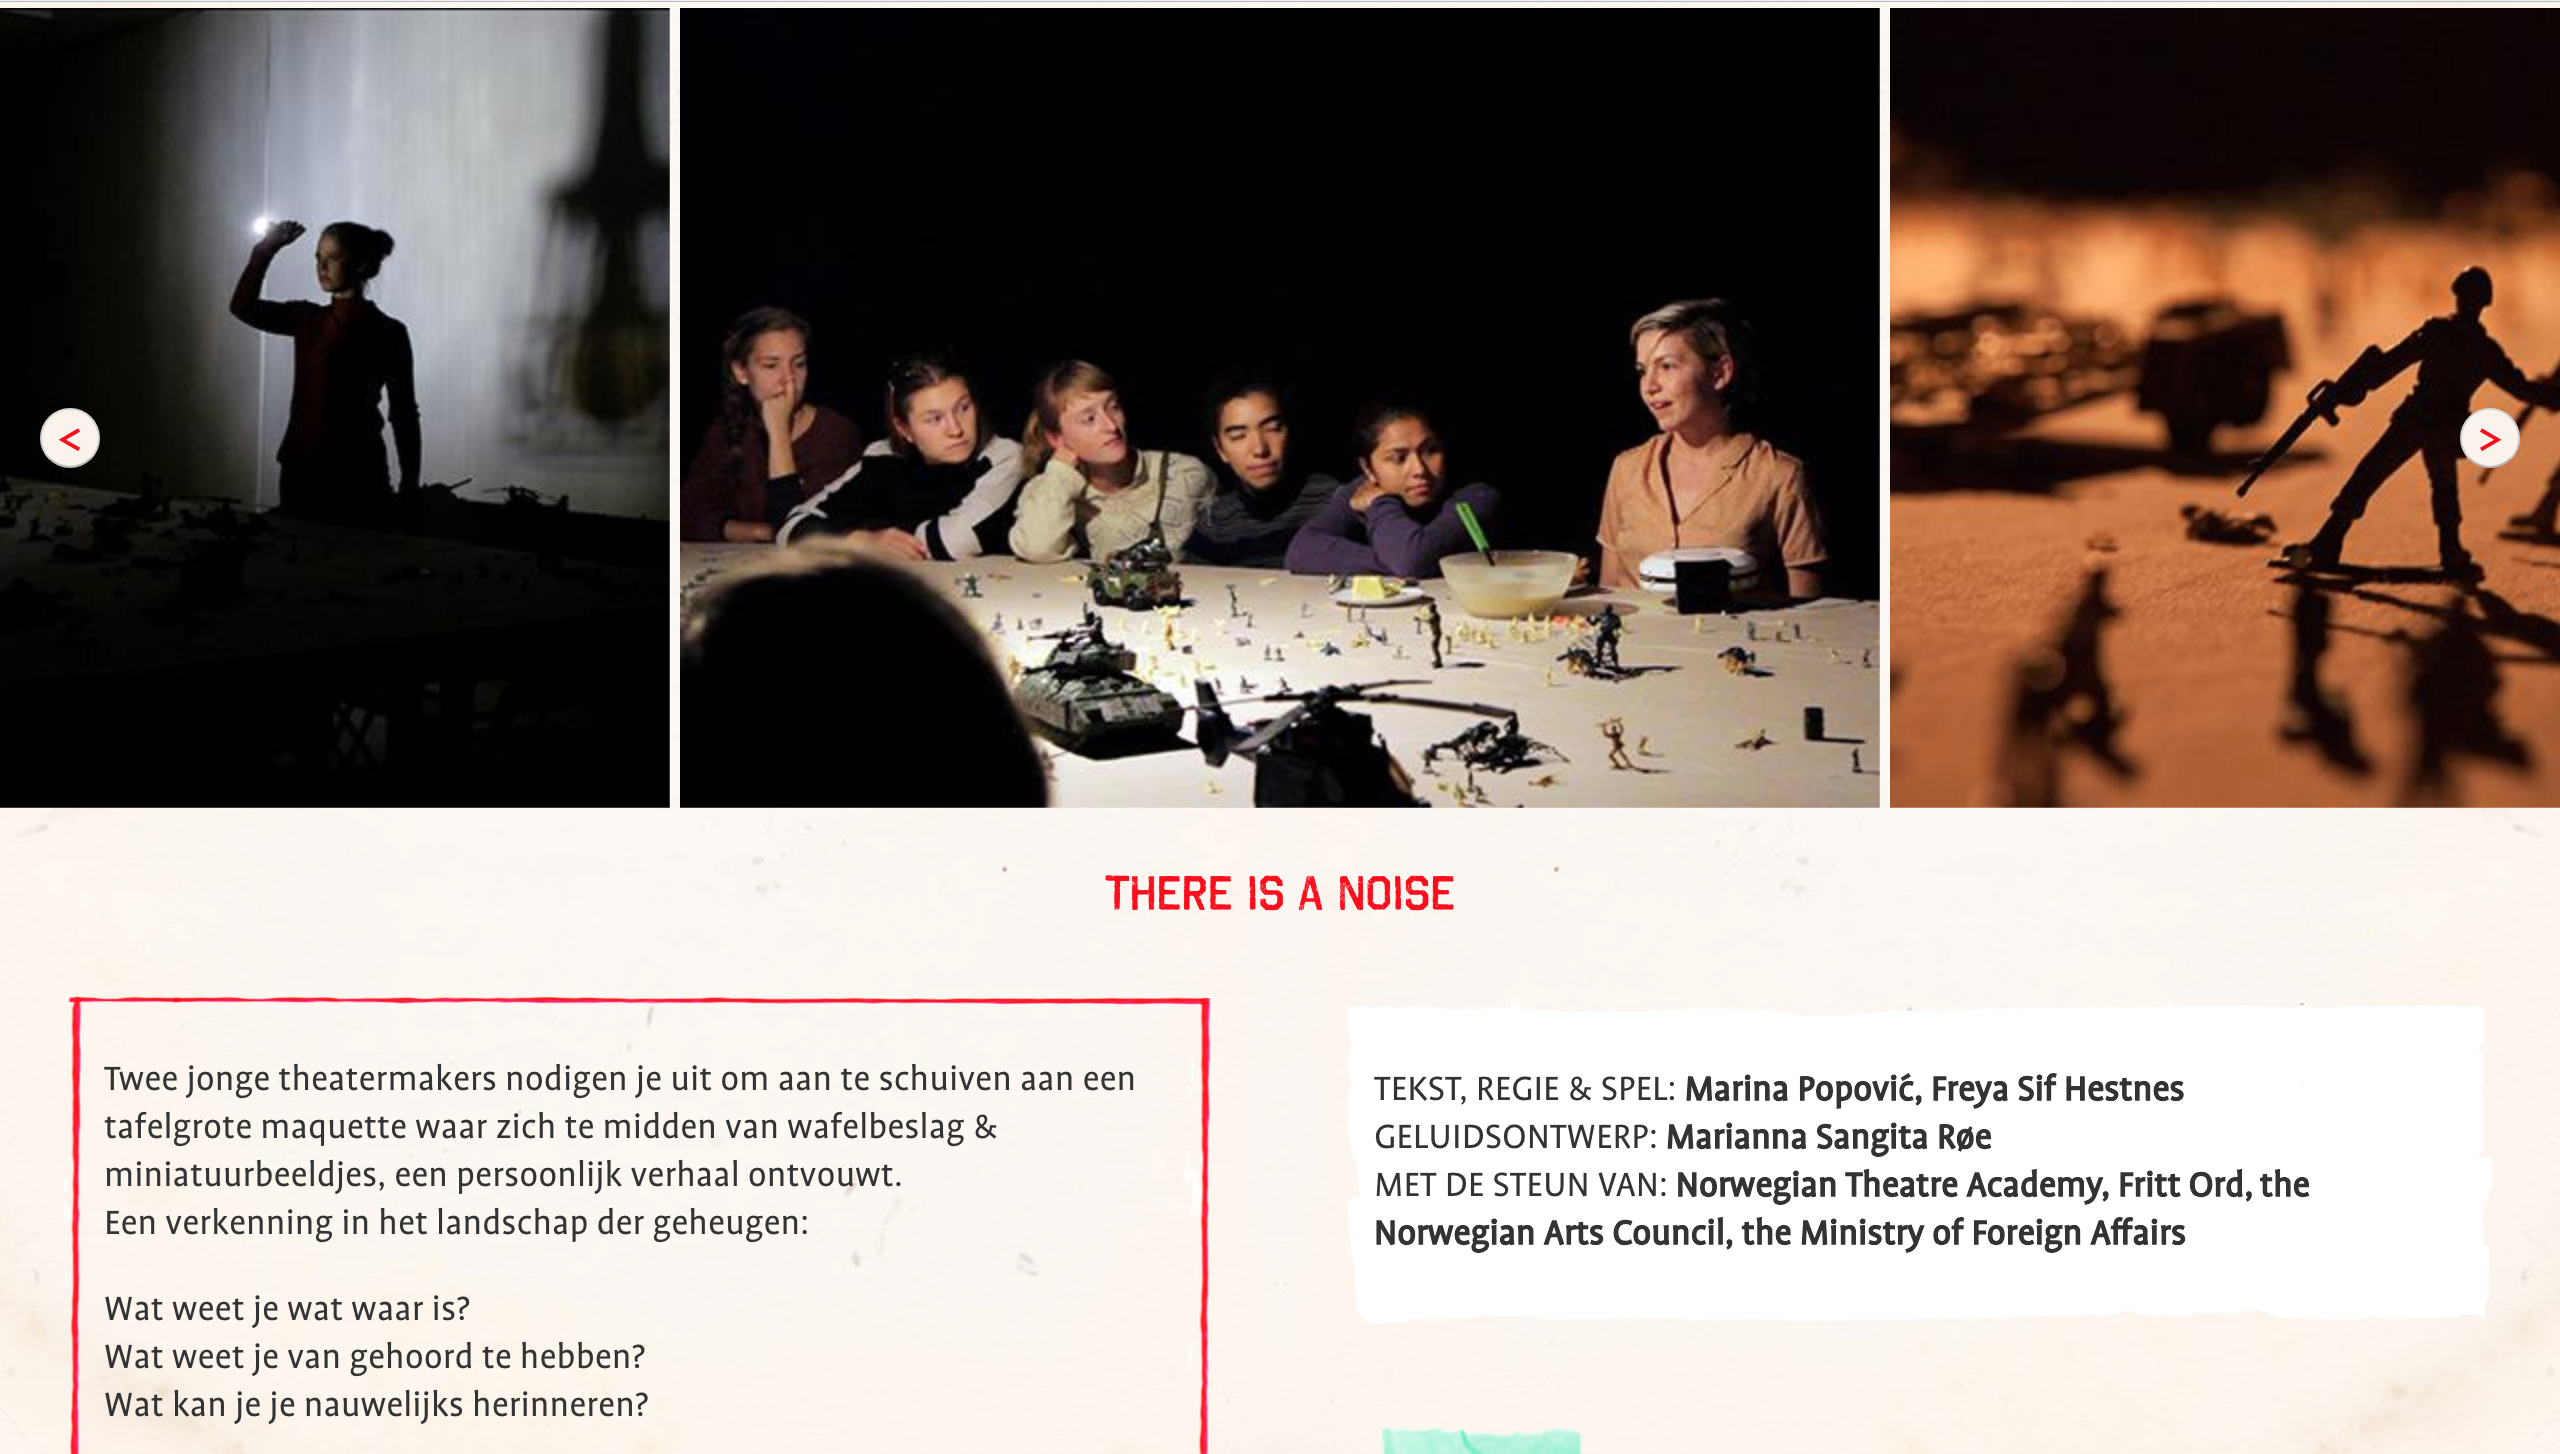 <
>
THERE IS A NOISE
Twee jonge theatermakers nodigen je uit om aan te schuiven aan een
tafelgrote maquette waar zich te midden van wafelbeslag &
miniatuurbeeldjes, een persoonlijk verhaal ontvouwt.
Een verkenning in het landschap der geheugen:
Wat weet je wat waar is?
Wat weet je van gehoord te hebben?
Wat kan je je nauwelijks herinneren?
TEKST, REGIE & SPEL: Marina Popović, Freya Sif Hestnes
GELUIDSONTWERP: Marianna Sangita Røe
MET DE STEUN VAN: Norwegian Theatre Academy, Fritt Ord, the
Norwegian Arts Council, the Ministry of Foreign Affairs